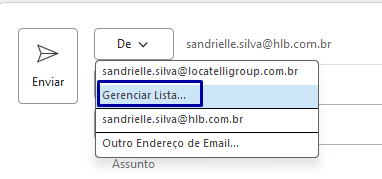 De
sandrielle.silva@hlb.com.br
Enviar
sandrielle.silva@locatelligroup.com.br
Gerenciar Lista...
sandrielle.silva@hlb.com.br
Outro Endereço de Email...
Assunto